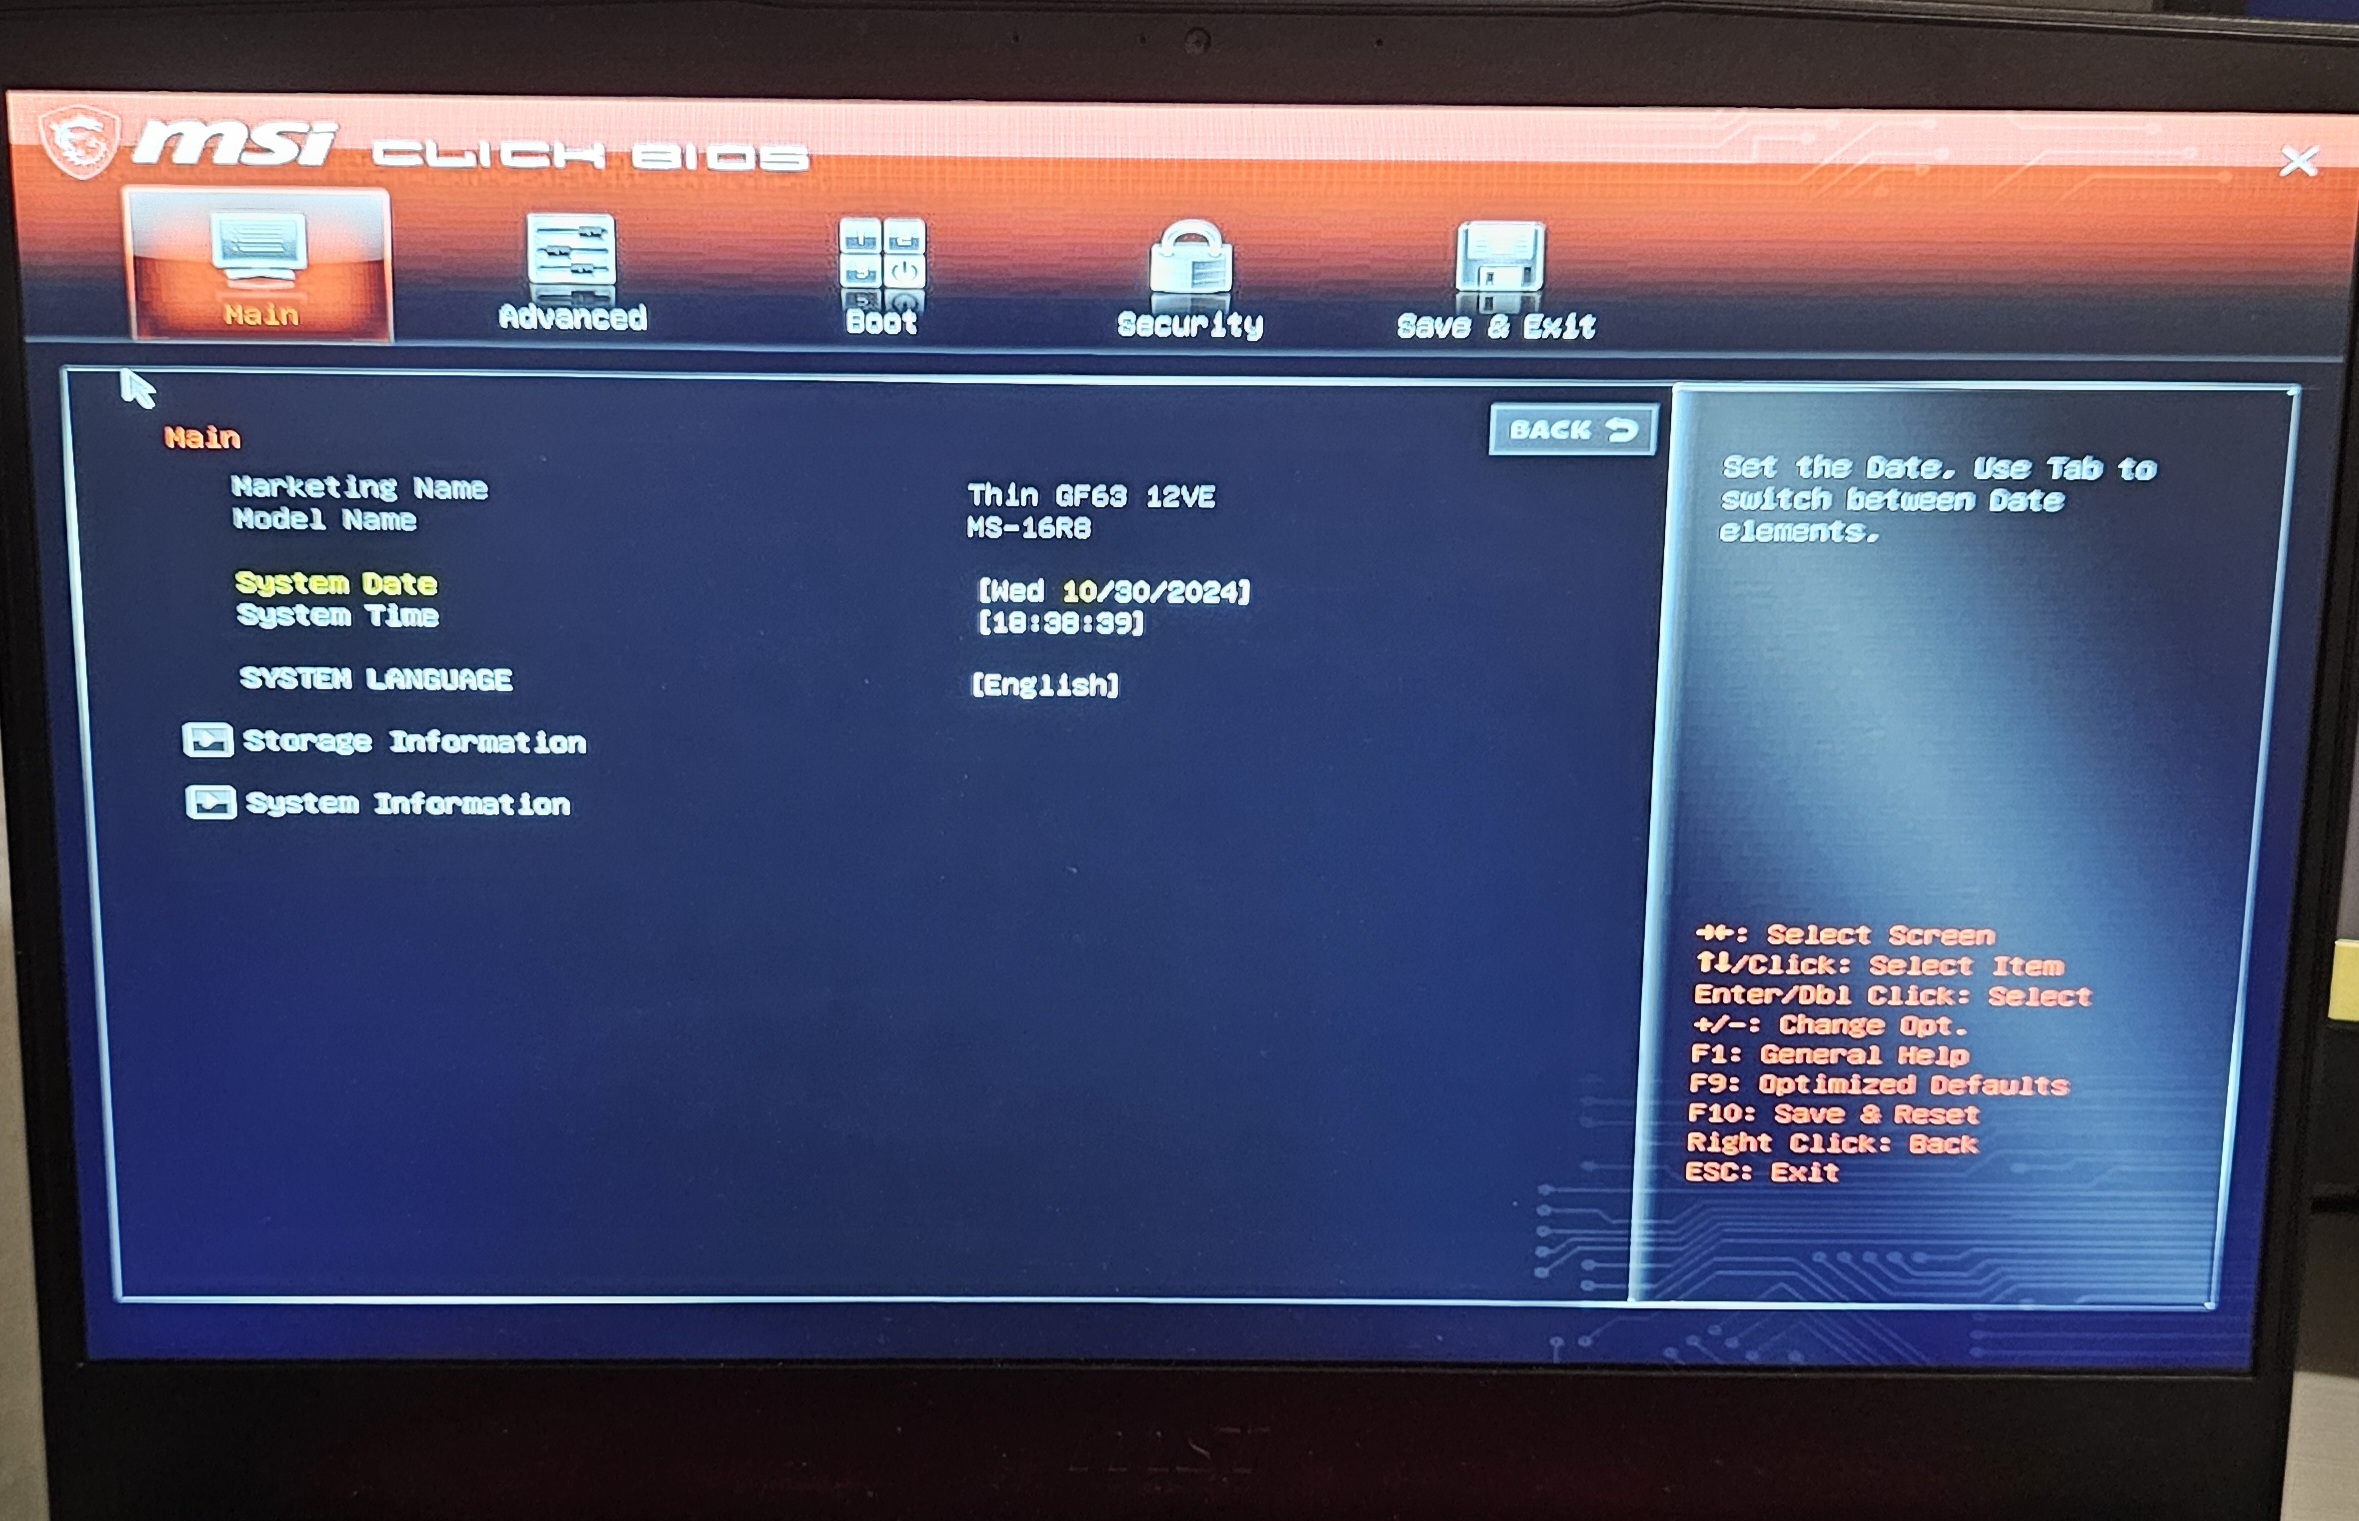 msi CLICK BIOS
Main
Advanced
Boot
Security
Save & Exit
BACK
Main
Marketing Name Thin GF63 12VE
Model Name MS-16R8
System Date [Wed 10/30/2024]
System Time [18:38:39]
SYSTEM LANGUAGE [English]
Storage Information
System Information
Set the Date. Use Tab to
switch between Date
elements.
→←: Select Screen
↑↓/Click: Select Item
Enter/Dbl Click: Select
+/-: Change Opt.
F1: General Help
F9: Optimized Defaults
F10: Save & Reset
Right Click: Back
ESC: Exit
msi